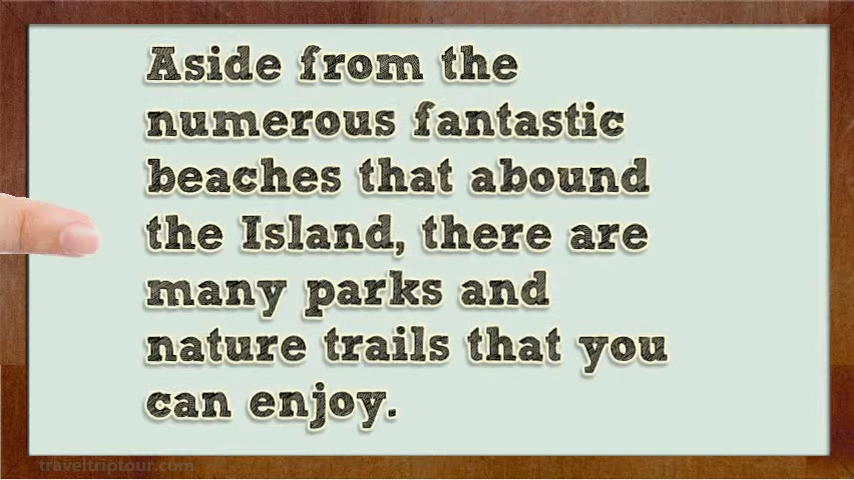 Aside from the
numerous fantastic
beaches that abound
the Island, there are
many parks and
nature trails that you
can enjoy.
traveltriptour.com